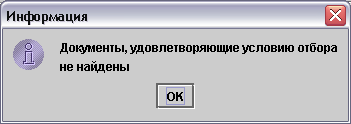 Информация
Документы, удовлетворяющие условию отбора
не найдены
OK